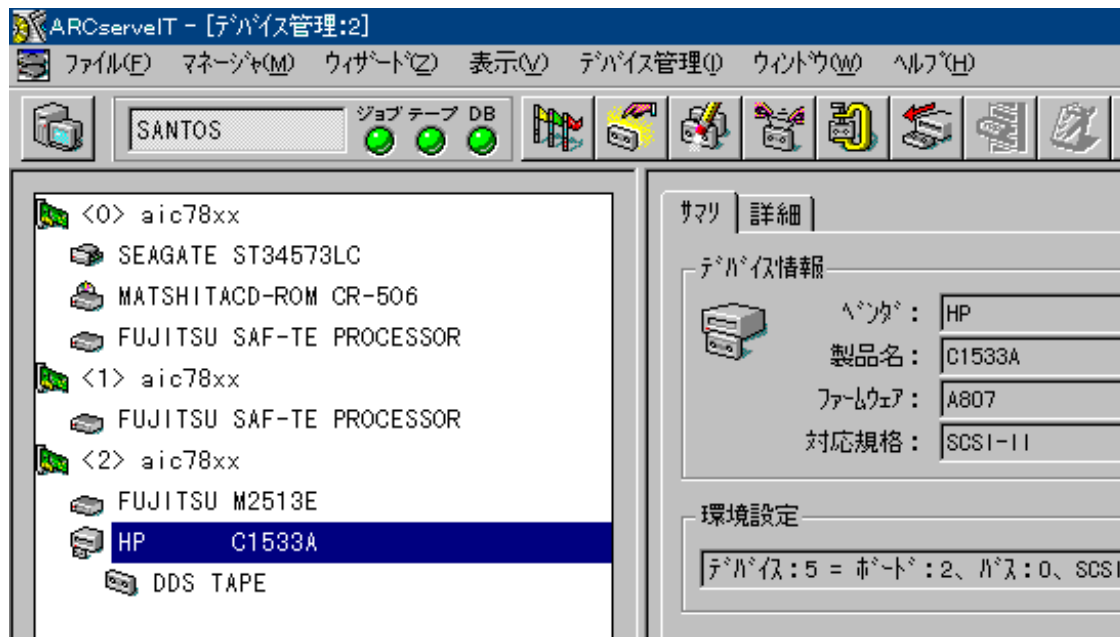 ARCserveIT - [ﾃﾞﾊﾞｲｽ管理:2]
ﾌｧｲﾙ(F) ﾏﾈｰｼﾞｬ(M) ｳｨｻﾞｰﾄﾞ(Z) 表示(V) ﾃﾞﾊﾞｲｽ管理(I) ｳｨﾝﾄﾞｳ(W) ﾍﾙﾌﾟ(H)
SANTOS ジョブ テープ DB
<0> aic78xx
SEAGATE ST34573LC
MATSHITACD-ROM CR-506
FUJITSU SAF-TE PROCESSOR
<1> aic78xx
FUJITSU SAF-TE PROCESSOR
<2> aic78xx
FUJITSU M2513E
HP C1533A
DDS TAPE
ｻﾏﾘ 詳細
ﾃﾞﾊﾞｲｽ情報
ﾍﾞﾝﾀﾞ: HP
製品名: C1533A
ﾌｧｰﾑｳｪｱ: A807
対応規格: SCSI-II
環境設定
ﾃﾞﾊﾞｲｽ:5 = ﾎﾞｰﾄﾞ:2、ﾊﾞｽ:0、SCSI